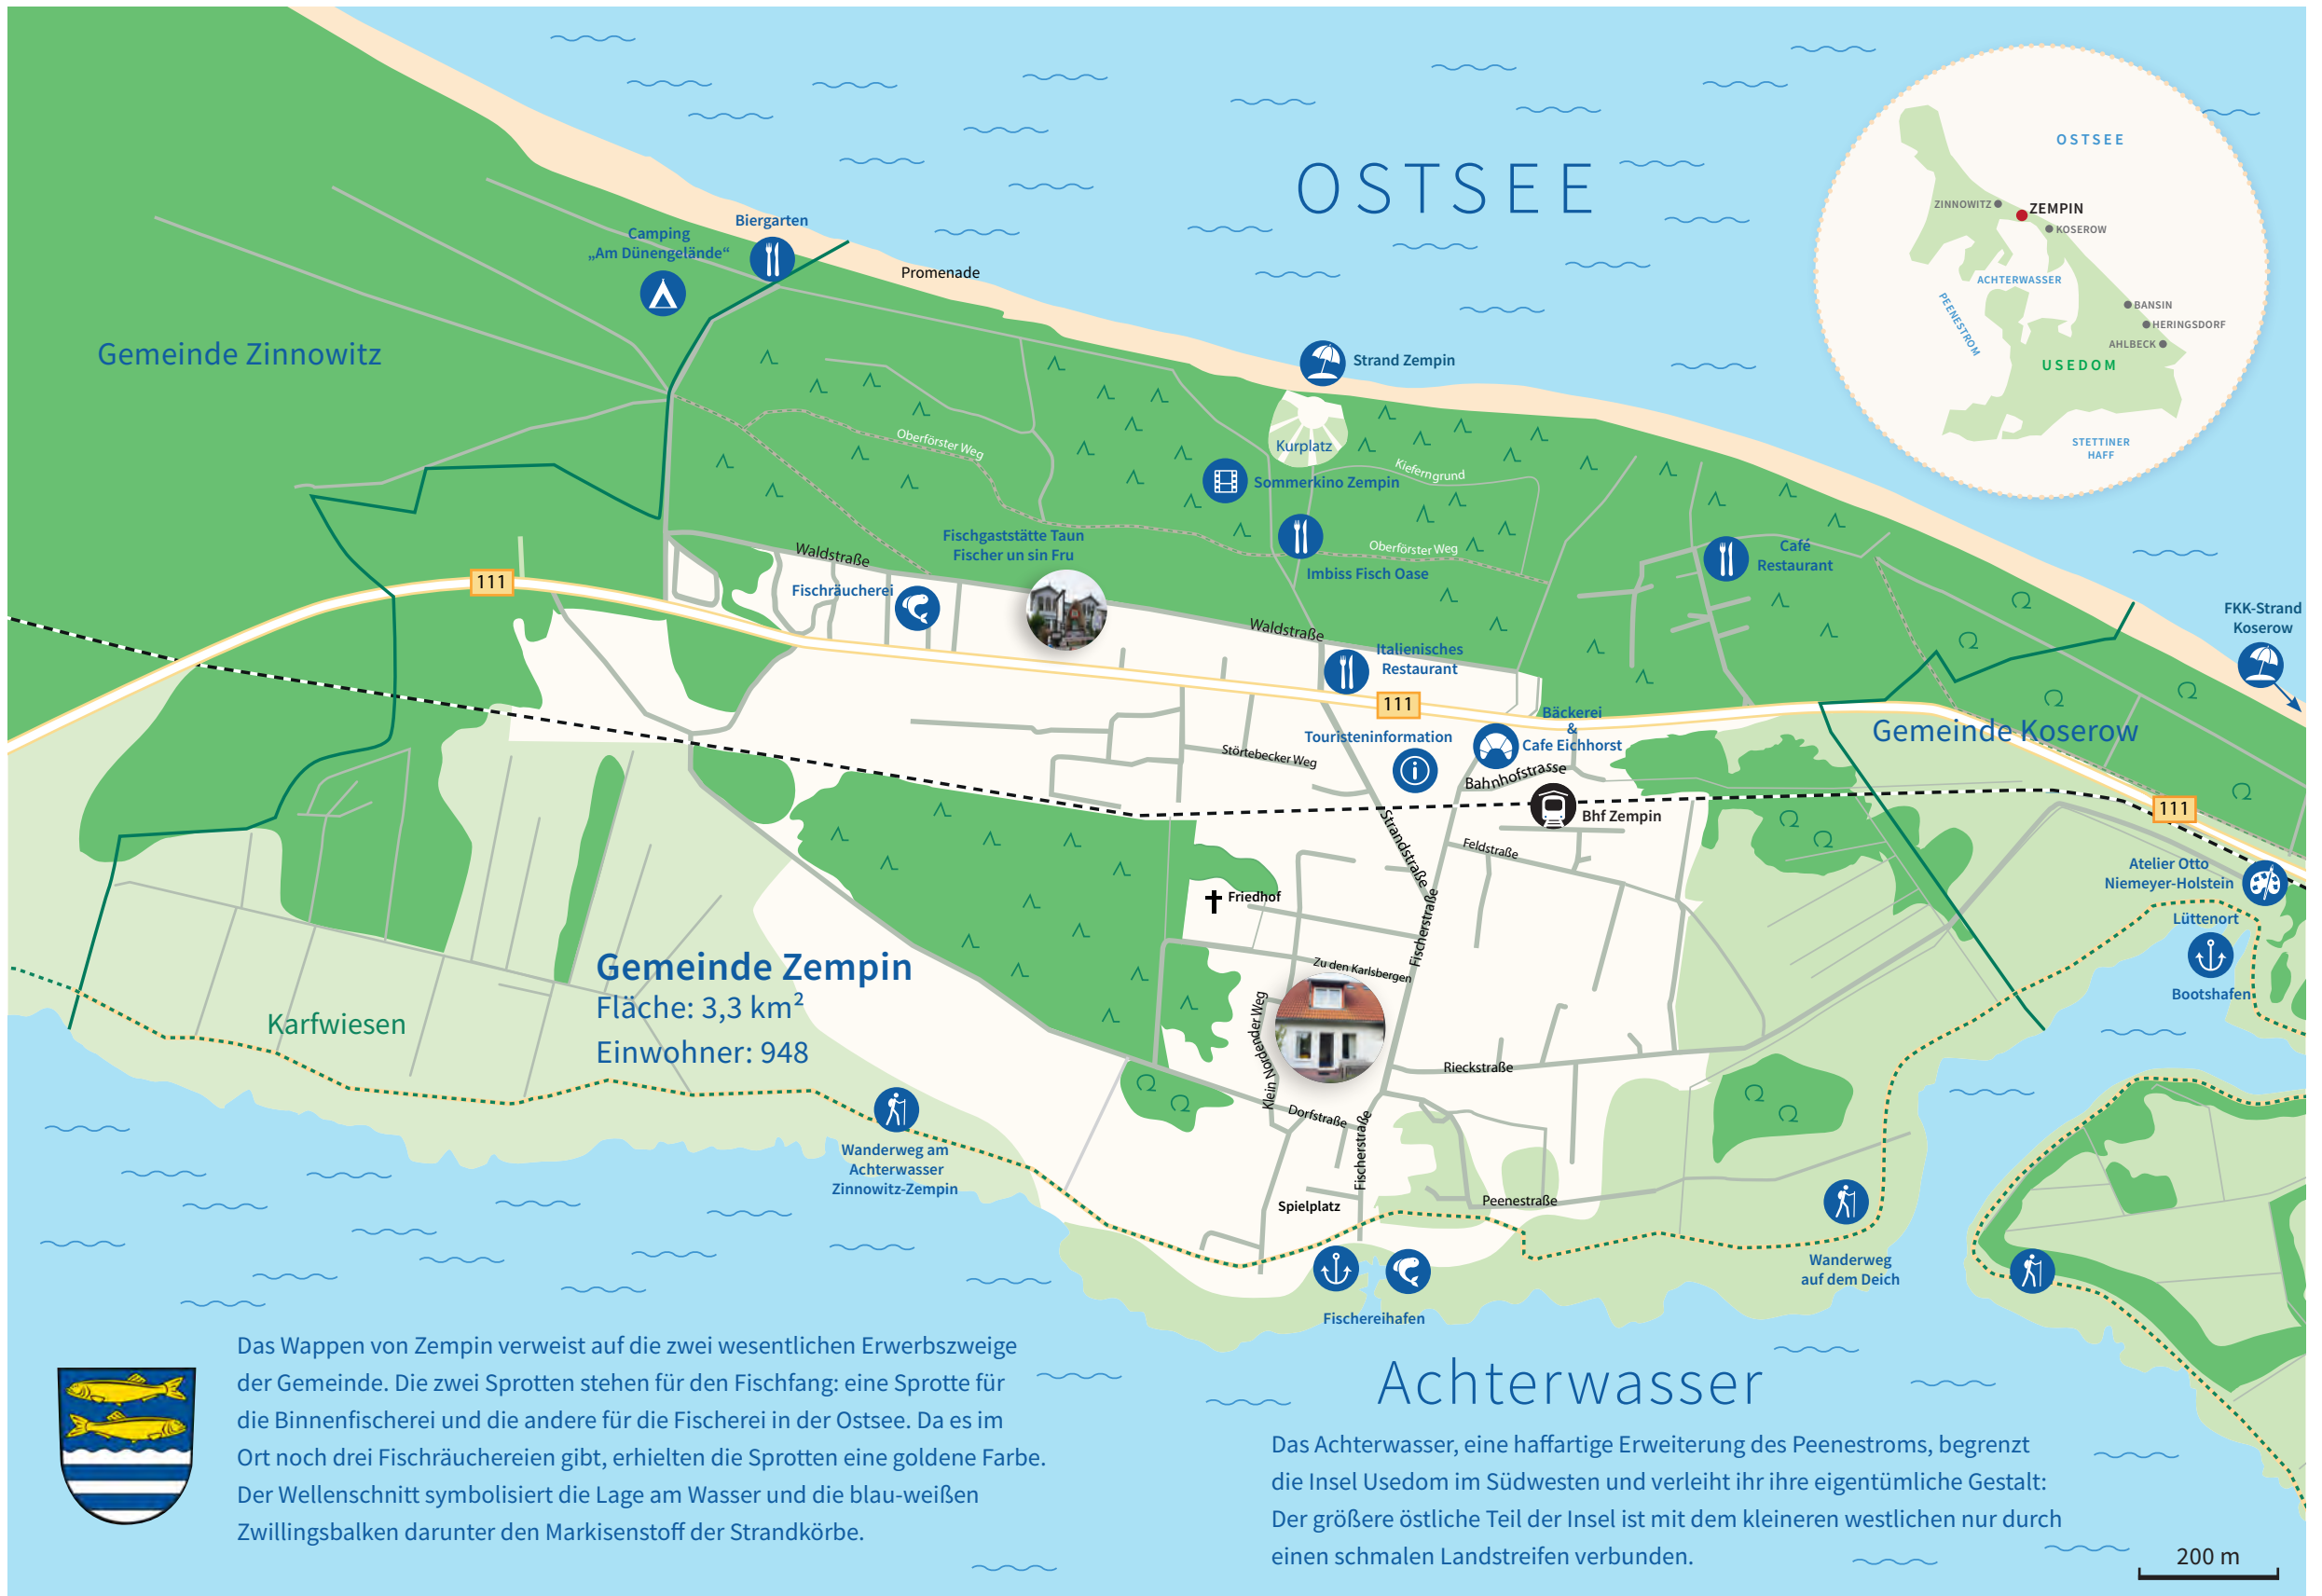 OSTSEE
OSTSEE
ZINNOWITZ
ZEMPIN
KOSEROW
ACHTERWASSER
PEENESTROM
BANSIN
HERINGSDORF
AHLBECK
USEDOM
STETTINER
HAFF
Biergarten
Camping
„Am Dünengelände“
Promenade
Gemeinde Zinnowitz
Strand Zempin
Kurplatz
Oberförster Weg
Kieferngrund
Sommerkino Zempin
Fischgaststätte Taun
Fischer un sin Fru
Waldstraße
Oberförster Weg
Imbiss Fisch Oase
Café
Restaurant
111
Fischräucherei
Waldstraße
FKK-Strand
Koserow
Italienisches
Restaurant
111
Bäckerei
&
Cafe Eichhorst
Touristeninformation
Gemeinde Koserow
Störtebecker Weg
Bahnhofstrasse
111
Bhf Zempin
Strandstraße
Feldstraße
Atelier Otto
Niemeyer-Holstein
Friedhof
Fischerstraße
Lüttenort
Gemeinde Zempin
Fläche: 3,3 km²
Einwohner: 948
Zu den Karlsbergen
Bootshafen
Karfwiesen
Klein Nordender Weg
Rieckstraße
Dorfstraße
Fischerstraße
Wanderweg am
Achterwasser
Zinnowitz-Zempin
Spielplatz
Peenestraße
Wanderweg
auf dem Deich
Fischereihafen
Das Wappen von Zempin verweist auf die zwei wesentlichen Erwerbszweige
der Gemeinde. Die zwei Sprotten stehen für den Fischfang: eine Sprotte für
die Binnenfischerei und die andere für die Fischerei in der Ostsee. Da es im
Ort noch drei Fischräuchereien gibt, erhielten die Sprotten eine goldene Farbe.
Der Wellenschnitt symbolisiert die Lage am Wasser und die blau-weißen
Zwillingsbalken darunter den Markisenstoff der Strandkörbe.
Achterwasser
Das Achterwasser, eine haffartige Erweiterung des Peenestroms, begrenzt
die Insel Usedom im Südwesten und verleiht ihr ihre eigentümliche Gestalt:
Der größere östliche Teil der Insel ist mit dem kleineren westlichen nur durch
einen schmalen Landstreifen verbunden.
200 m